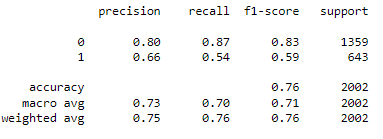 precision recall f1-score support
0 0.80 0.87 0.83 1359
1 0.66 0.54 0.59 643
accuracy 0.76 2002
macro avg 0.73 0.70 0.71 2002
weighted avg 0.75 0.76 0.76 2002